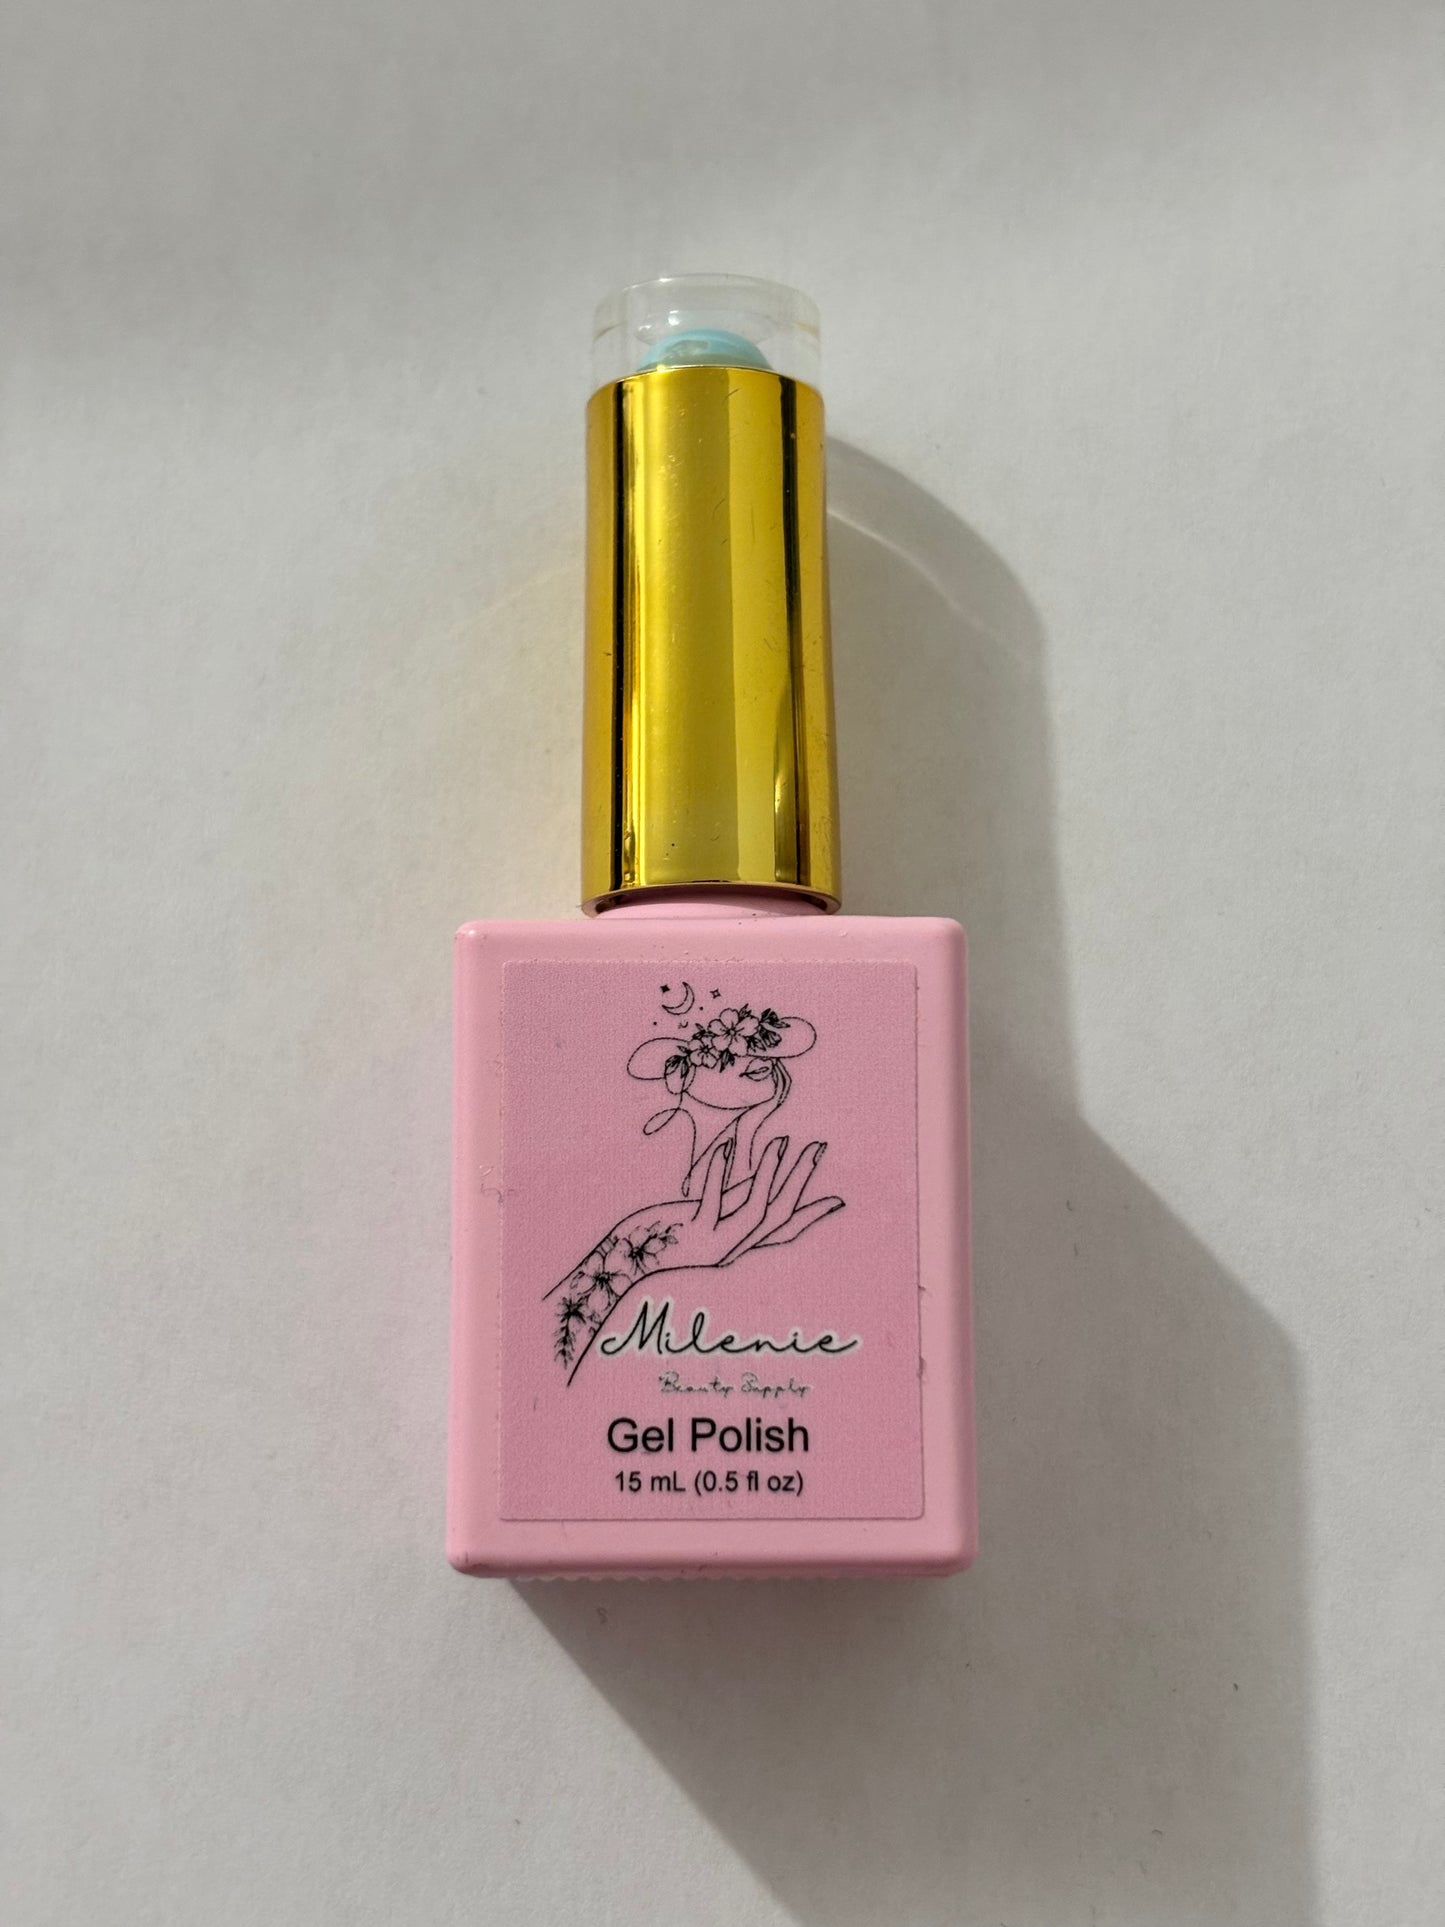 Milenie
Beauty Supply
Gel Polish
15 mL (0.5 fl oz)